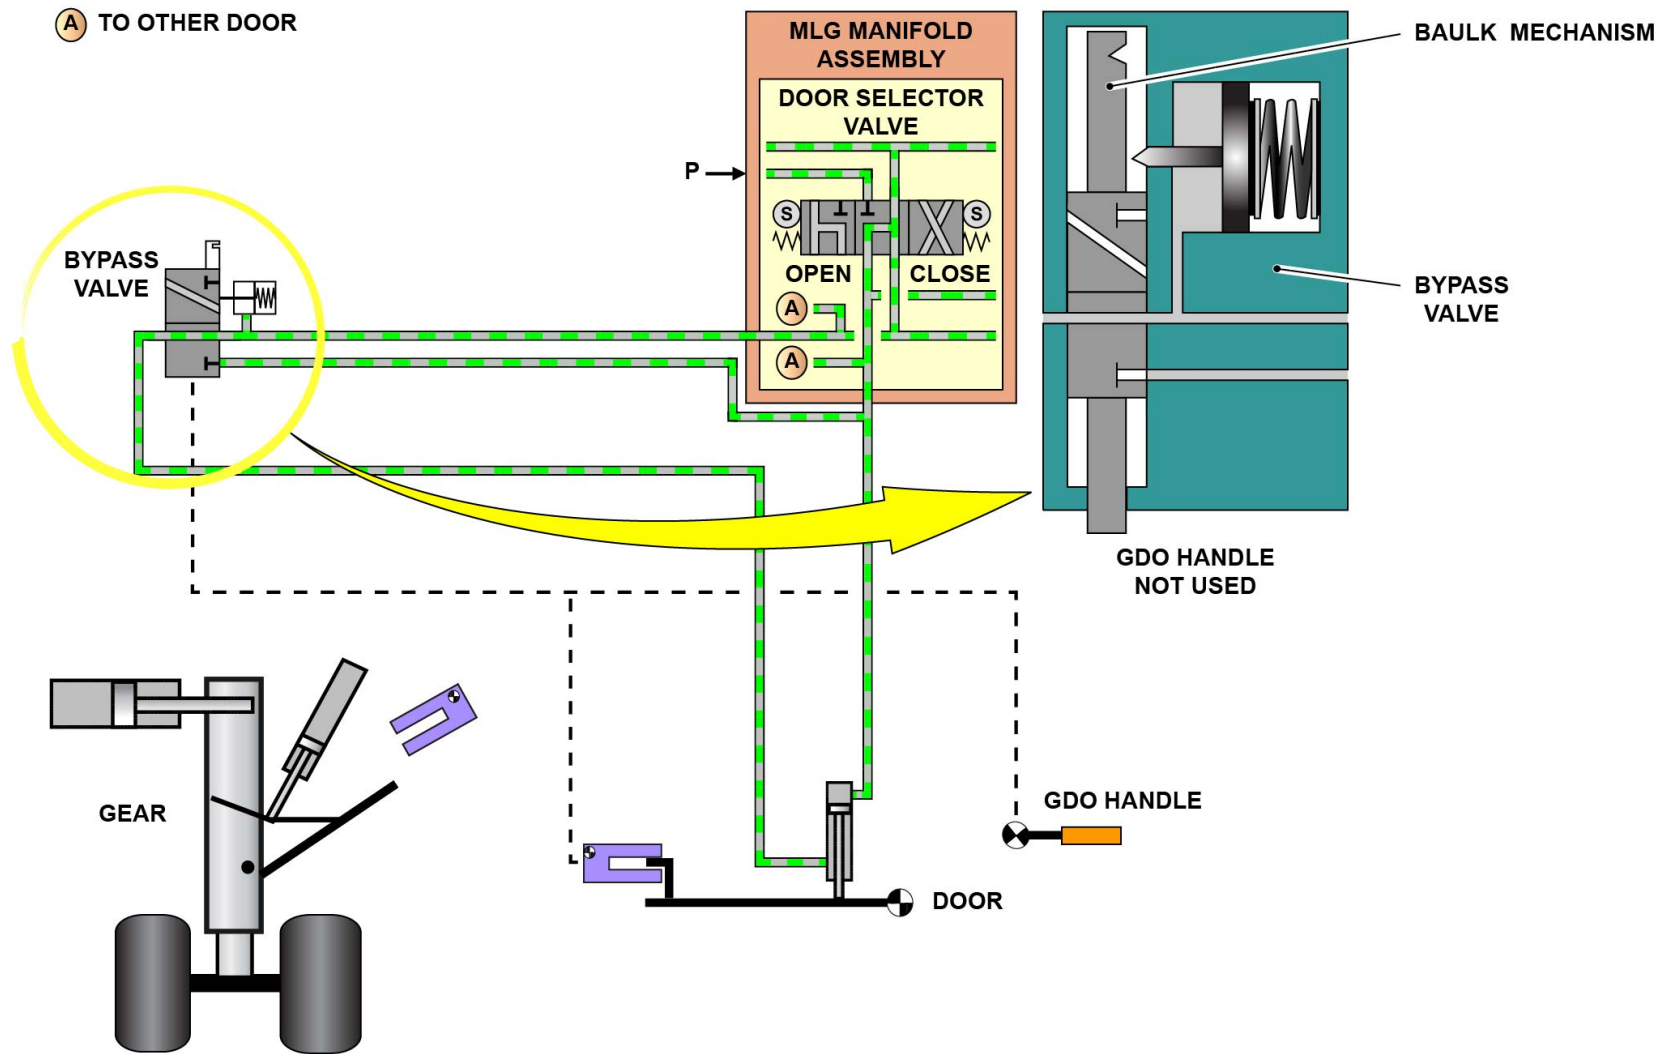 A TO OTHER DOOR
MLG MANIFOLD
ASSEMBLY
DOOR SELECTOR
VALVE
P
S
S
OPEN
CLOSE
A
A
BAULK MECHANISM
BYPASS
VALVE
GDO HANDLE
NOT USED
BYPASS
VALVE
GEAR
GDO HANDLE
DOOR